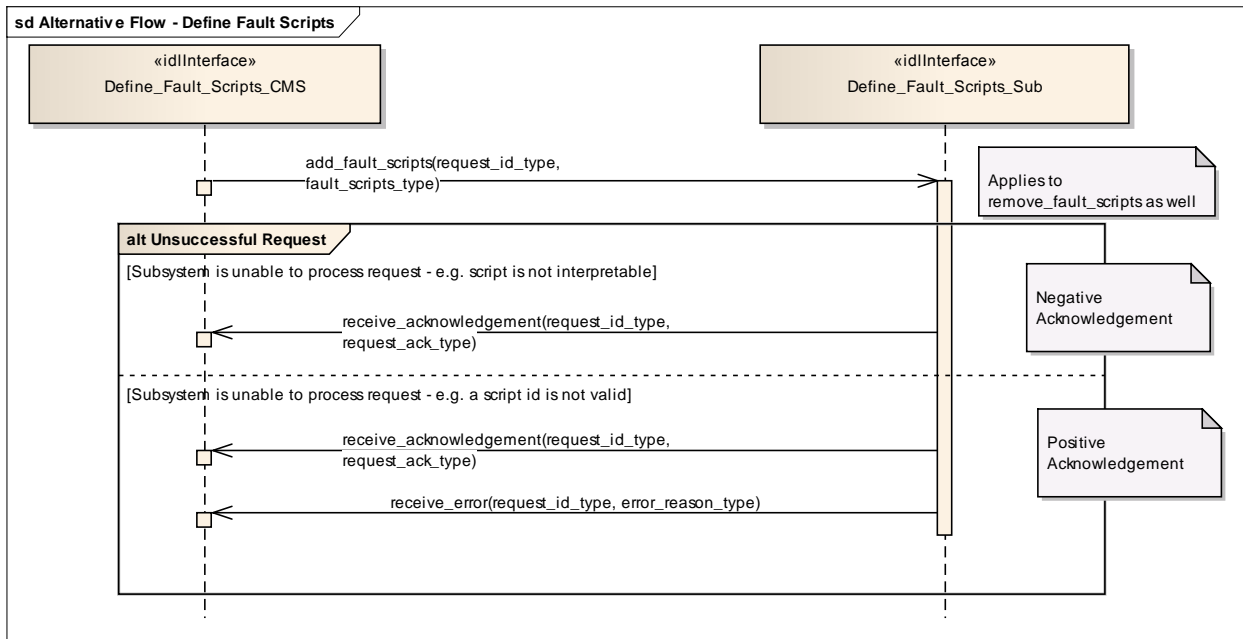 sd Alternative Flow - Define Fault Scripts
«idlInterface»
Define_Fault_Scripts_CMS
«idlInterface»
Define_Fault_Scripts_Sub
add_fault_scripts(request_id_type,
fault_scripts_type)
Applies to
remove_fault_scripts as well
alt Unsuccessful Request
[Subsystem is unable to process request - e.g. script is not interpretable]
Negative
Acknowledgement
receive_acknowledgement(request_id_type,
request_ack_type)
[Subsystem is unable to process request - e.g. a script id is not valid]
Positive
Acknowledgement
receive_acknowledgement(request_id_type,
request_ack_type)
receive_error(request_id_type, error_reason_type)